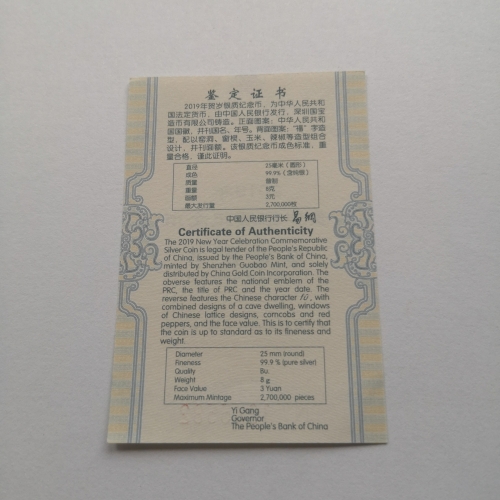 鉴定证书
2019年贺岁银质纪念币，为中华人民共和
国法定货币，由中国人民银行发行，深圳国宝
造币有限公司铸造。正面图案：中华人民共和
国国徽，并刊国名、年号。背面图案："福"字造
型，配以窑洞、窗棂、玉米、辣椒等造型组合
设计，并刊面额。该银质纪念币成色标准，重
量合格，谨此证明。
直径 25毫米（圆形）
成色 99.9%（含纯银）
质量 普制
重量 8克
面额 3元
最大发行量 2,700,000枚
中国人民银行行长 易纲
Certificate of Authenticity
The 2019 New Year Celebration Commemorative
Silver Coin is legal tender of the People's Republic
of China, issued by the People's Bank of China,
minted by Shenzhen Guobao Mint, and solely
distributed by China Gold Coin Incorporation. The
obverse features the national emblem of the
PRC, the title of PRC and the year date. The
reverse features the Chinese character fú, with
combined designs of a cave dwelling, windows
of Chinese lattice designs, corncobs and red
peppers, and the face value. This is to certify that
the coin is up to standard as to its fineness and
weight.
Diameter 25 mm (round)
Fineness 99.9 % (pure silver)
Quality Bu.
Weight 8 g
Face Value 3 Yuan
Maximum Mintage 2,700,000 pieces
Yi Gang
Governor
The People's Bank of China